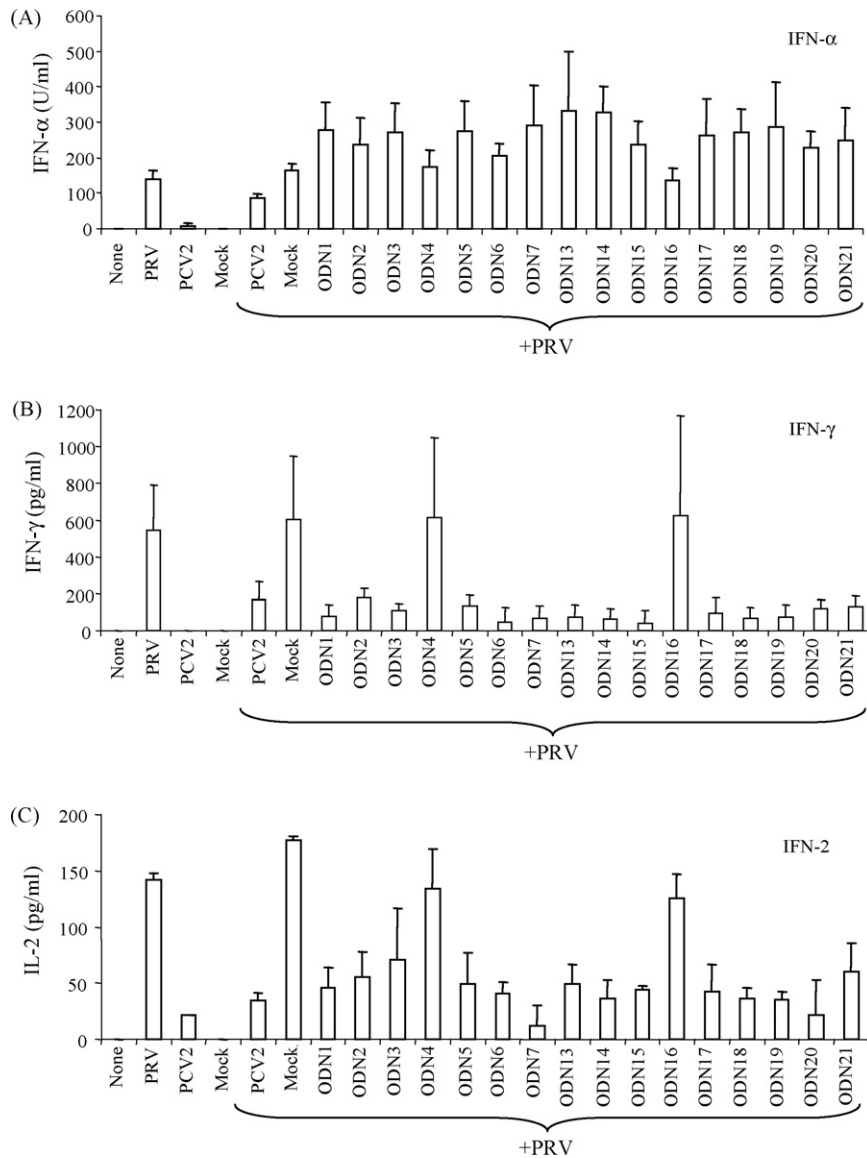 (A)
IFN-α
IFN-α (U/ml)
600
500
400
300
200
100
0
None PRV PCV2 Mock PCV2 Mock ODN1 ODN2 ODN3 ODN4 ODN5 ODN6 ODN7 ODN13 ODN14 ODN15 ODN16 ODN17 ODN18 ODN19 ODN20 ODN21
+PRV
(B)
IFN-γ
IFN-γ (pg/ml)
1200
1000
800
600
400
200
0
None PRV PCV2 Mock PCV2 Mock ODN1 ODN2 ODN3 ODN4 ODN5 ODN6 ODN7 ODN13 ODN14 ODN15 ODN16 ODN17 ODN18 ODN19 ODN20 ODN21
+PRV
(C)
IFN-2
IL-2 (pg/ml)
200
150
100
50
0
None PRV PCV2 Mock PCV2 Mock ODN1 ODN2 ODN3 ODN4 ODN5 ODN6 ODN7 ODN13 ODN14 ODN15 ODN16 ODN17 ODN18 ODN19 ODN20 ODN21
+PRV